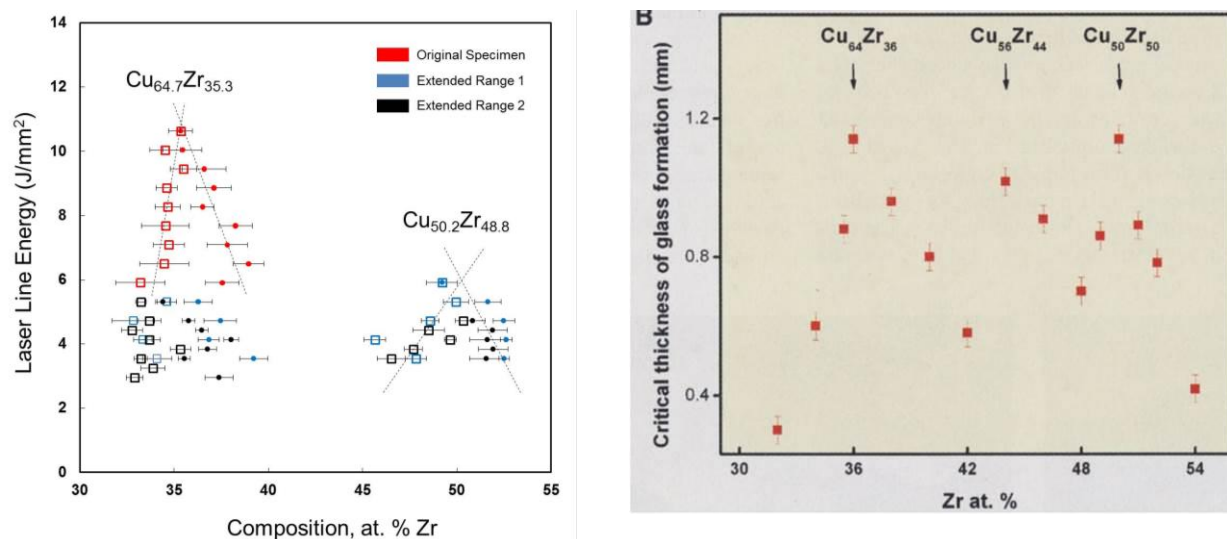 14
12
10
8
6
4
2
0
Laser Line Energy (J/mm²)
Original Specimen
Extended Range 1
Extended Range 2
Cu₆₄.₇Zr₃₅.₃
Cu₅₀.₂Zr₄₈.₈
30 35 40 45 50 55
Composition, at. % Zr
B
Cu₆₄Zr₃₆ Cu₅₆Zr₄₄ Cu₅₀Zr₅₀
Critical thickness of glass formation (mm)
1.2
0.8
0.4
30 36 42 48 54
Zr at. %